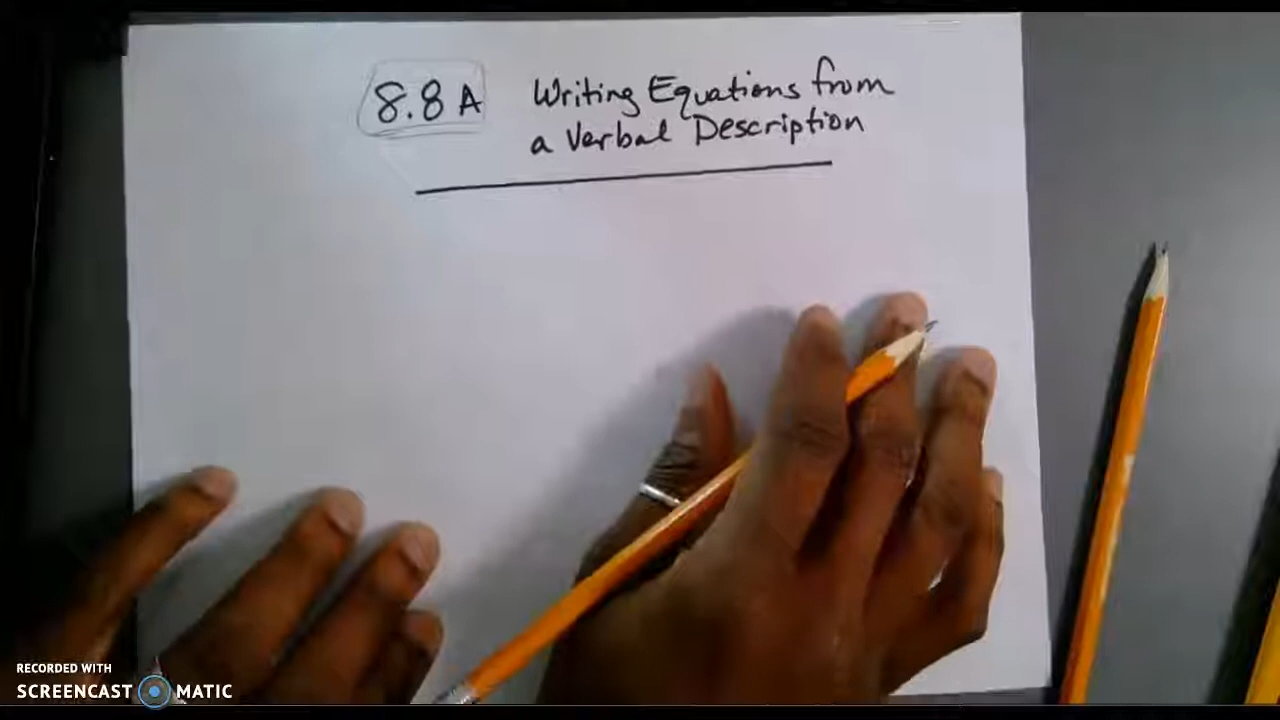 8.8 A Writing Equations from
a Verbal Description
RECORDED WITH
SCREENCAST MATIC